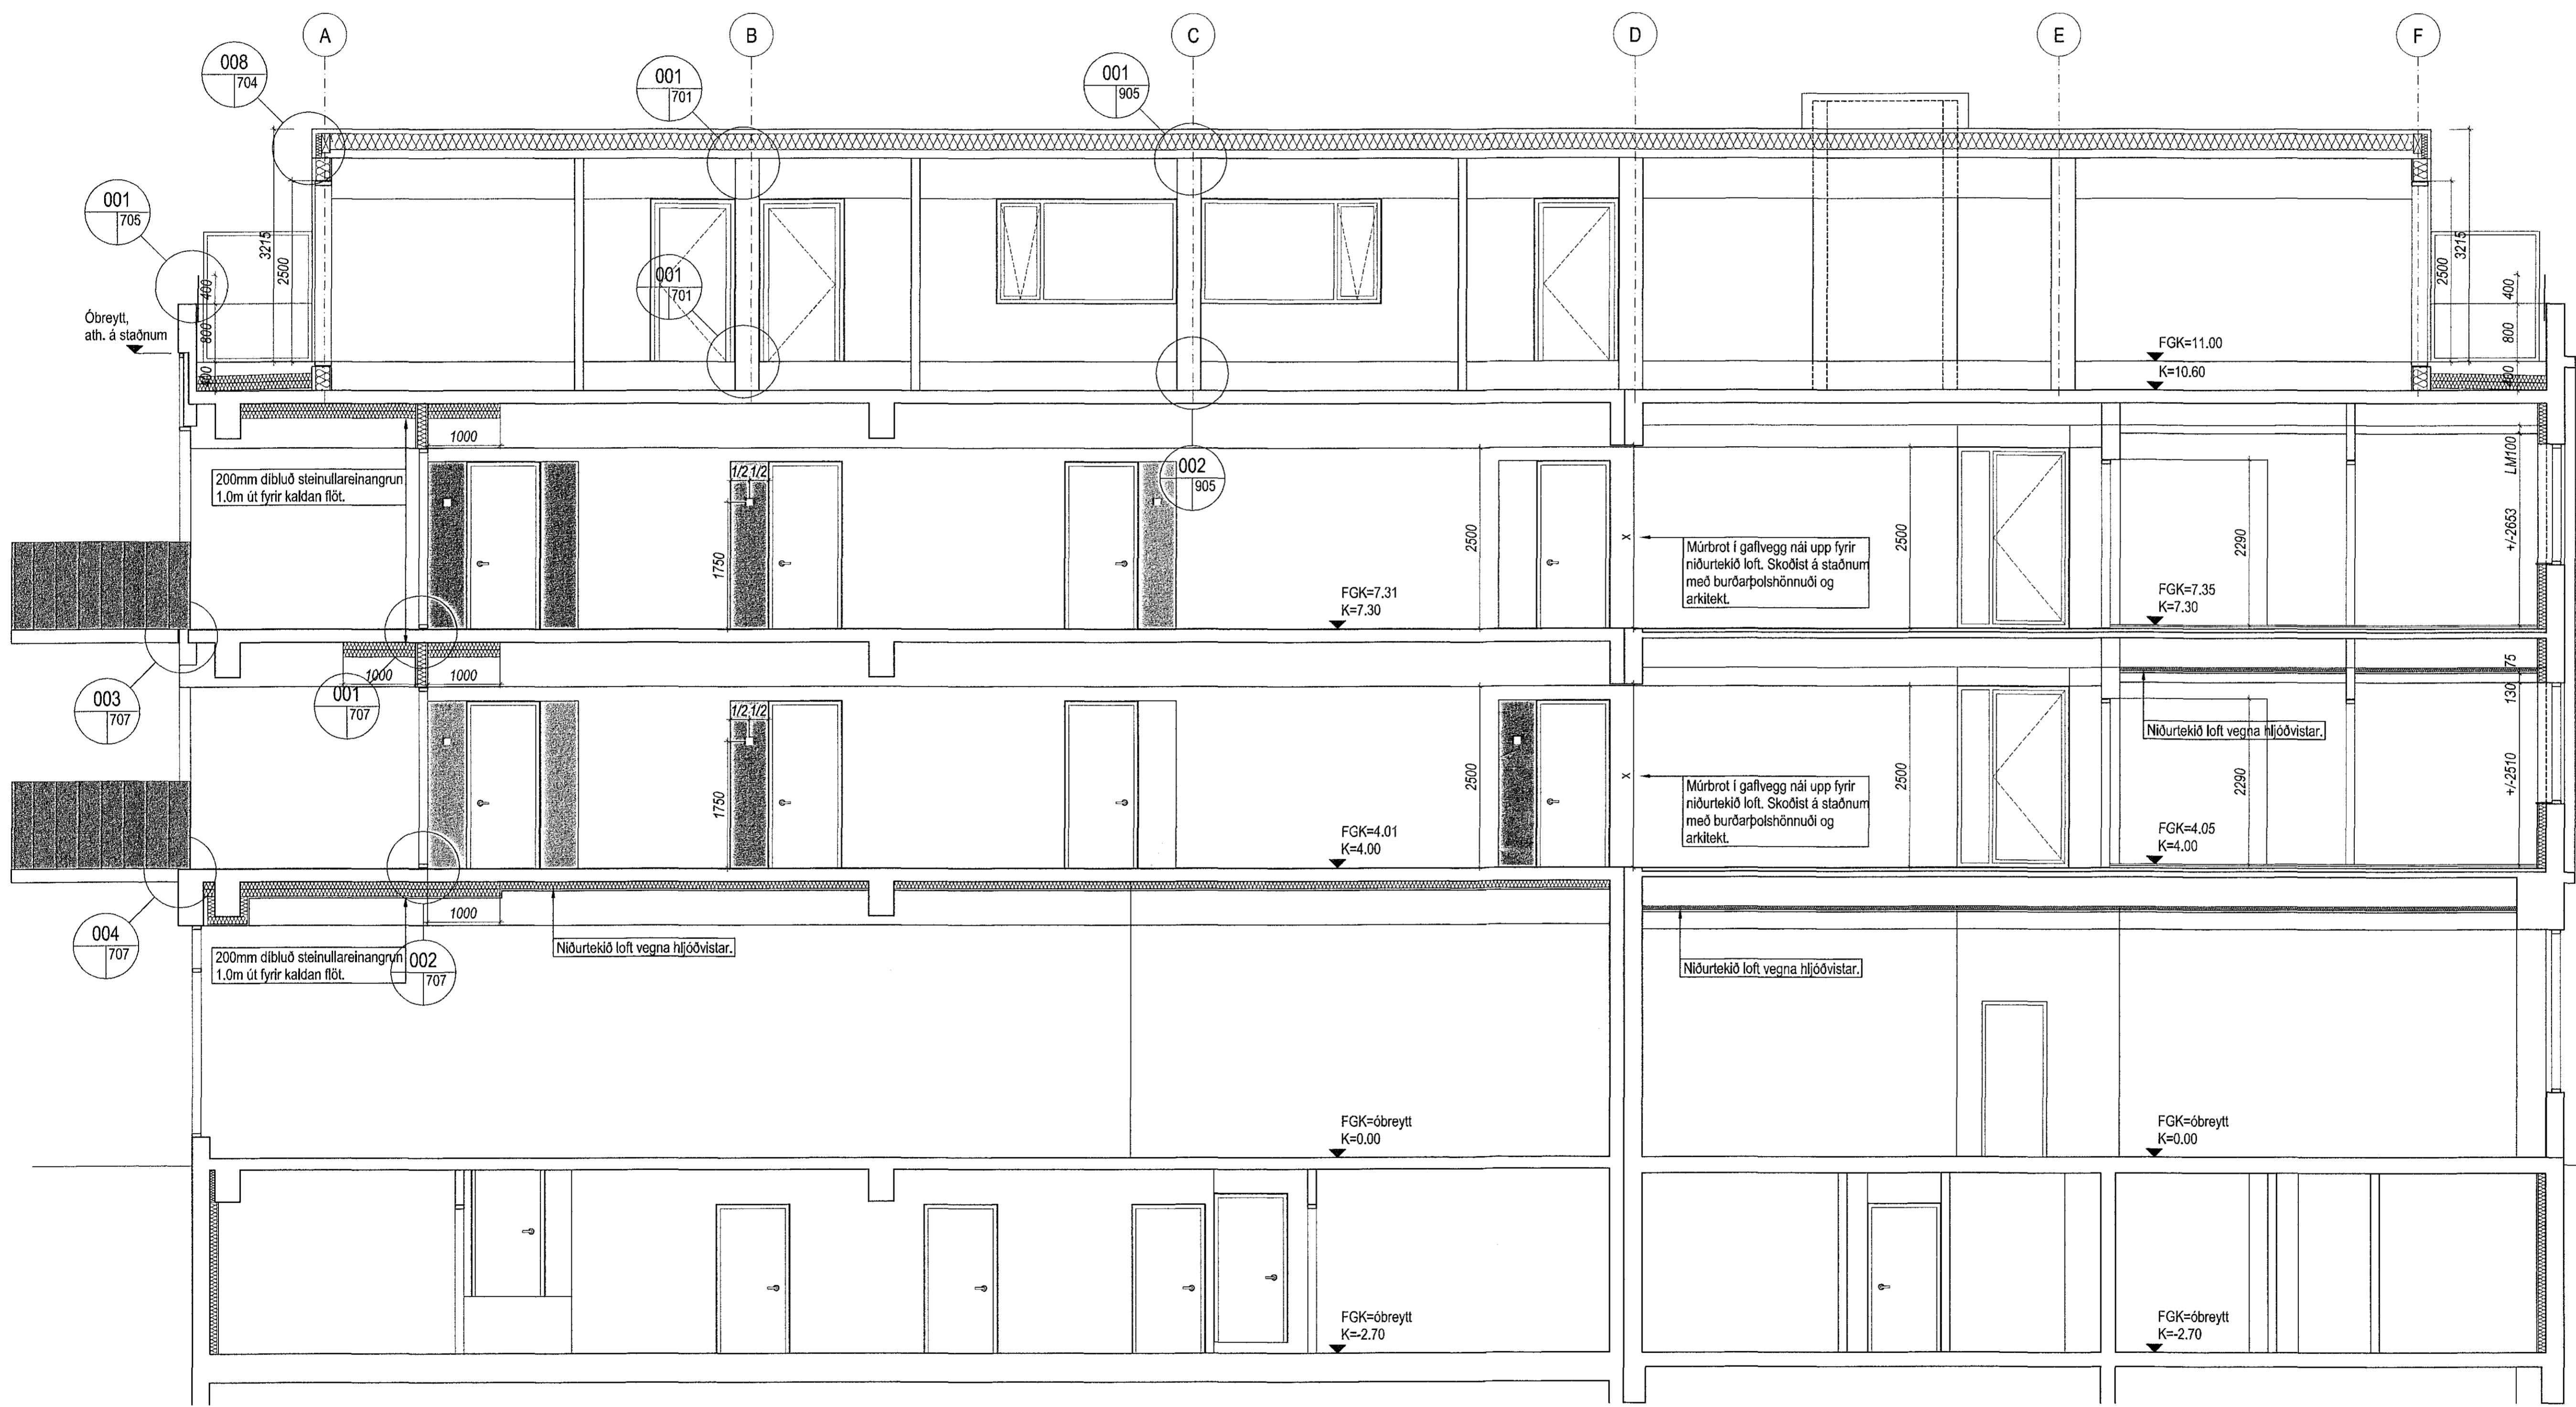 A
B
C
D
E
F
008
704
001
701
001
905
001
705
3215
2500
400
800
400
Óbreytt,
ath. á staðnum
001
701
2500
3215
400
800
400
FGK=11.00
K=10.60
1000
200mm díbluð steinullareinangrun
1.0m út fyrir kaldan flöt.
1/2 1/2
1750
002
905
2500
x
Múrbrot í gaflvegg nái upp fyrir
niðurtekið loft. Skoðist á staðnum
með burðarþolshönnuði og
arkitekt.
2500
2290
LM100
+/-2653
FGK=7.31
K=7.30
FGK=7.35
K=7.30
003
707
001
707
1000
1000
1/2 1/2
1750
2500
x
Múrbrot í gaflvegg nái upp fyrir
niðurtekið loft. Skoðist á staðnum
með burðarþolshönnuði og
arkitekt.
2500
2290
75
130
+/-2510
Niðurtekið loft vegna hljóðvistar.
FGK=4.01
K=4.00
FGK=4.05
K=4.00
004
707
1000
200mm díbluð steinullareinangrun
1.0m út fyrir kaldan flöt.
002
707
Niðurtekið loft vegna hljóðvistar.
Niðurtekið loft vegna hljóðvistar.
FGK=óbreytt
K=0.00
FGK=óbreytt
K=0.00
FGK=óbreytt
K=-2.70
FGK=óbreytt
K=-2.70